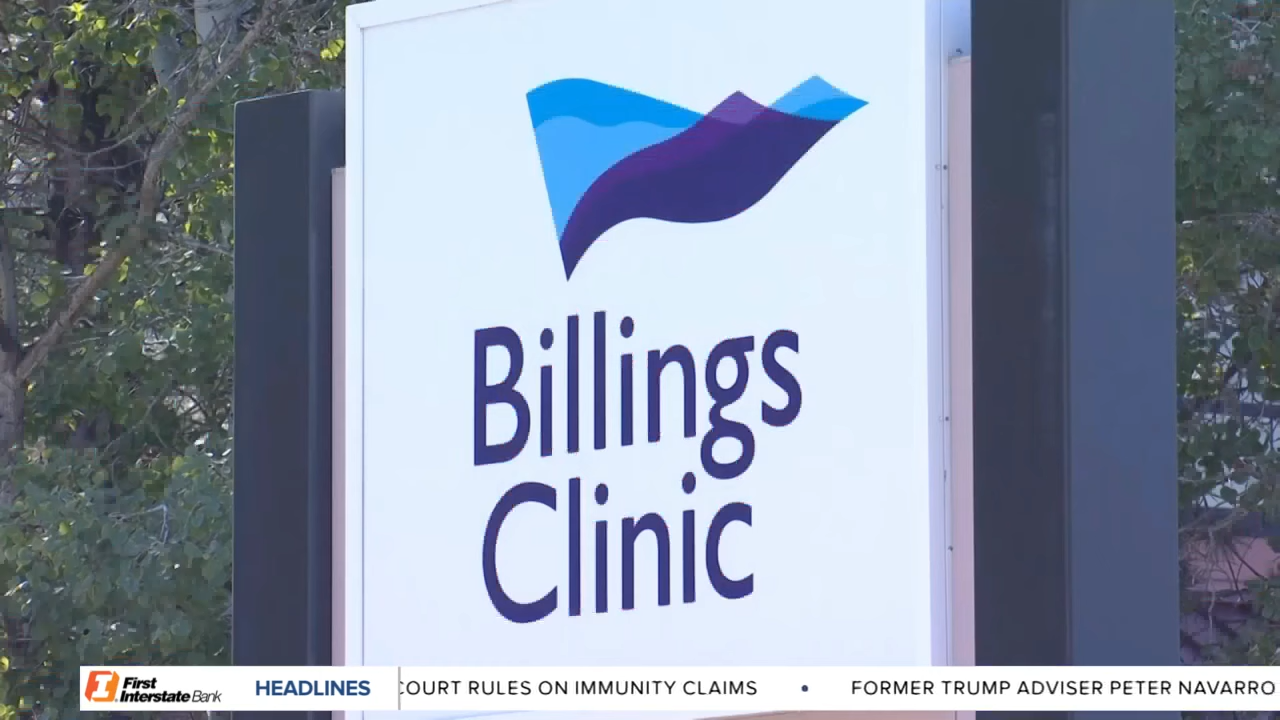 Billings
Clinic
First
Interstate Bank
HEADLINES
COURT RULES ON IMMUNITY CLAIMS • FORMER TRUMP ADVISER PETER NAVARRO